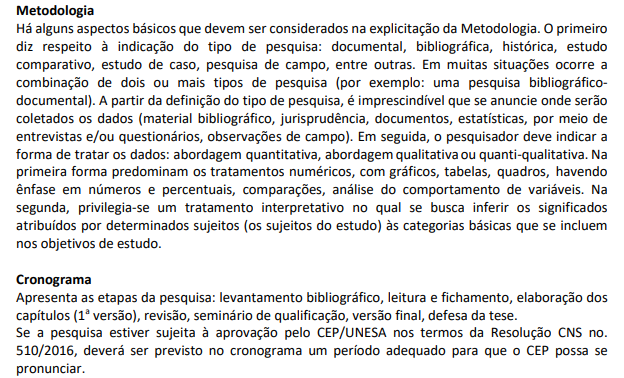 Metodologia
Há alguns aspectos básicos que devem ser considerados na explicitação da Metodologia. O primeiro
diz respeito à indicação do tipo de pesquisa: documental, bibliográfica, histórica, estudo
comparativo, estudo de caso, pesquisa de campo, entre outras. Em muitas situações ocorre a
combinação de dois ou mais tipos de pesquisa (por exemplo: uma pesquisa bibliográfico-
documental). A partir da definição do tipo de pesquisa, é imprescindível que se anuncie onde serão
coletados os dados (material bibliográfico, jurisprudência, documentos, estatísticas, por meio de
entrevistas e/ou questionários, observações de campo). Em seguida, o pesquisador deve indicar a
forma de tratar os dados: abordagem quantitativa, abordagem qualitativa ou quanti-qualitativa. Na
primeira forma predominam os tratamentos numéricos, com gráficos, tabelas, quadros, havendo
ênfase em números e percentuais, comparações, análise do comportamento de variáveis. Na
segunda, privilegia-se um tratamento interpretativo no qual se busca inferir os significados
atribuídos por determinados sujeitos (os sujeitos do estudo) às categorias básicas que se incluem
nos objetivos de estudo.
Cronograma
Apresenta as etapas da pesquisa: levantamento bibliográfico, leitura e fichamento, elaboração dos
capítulos (1ª versão), revisão, seminário de qualificação, versão final, defesa da tese.
Se a pesquisa estiver sujeita à aprovação pelo CEP/UNESA nos termos da Resolução CNS no.
510/2016, deverá ser previsto no cronograma um período adequado para que o CEP possa se
pronunciar.